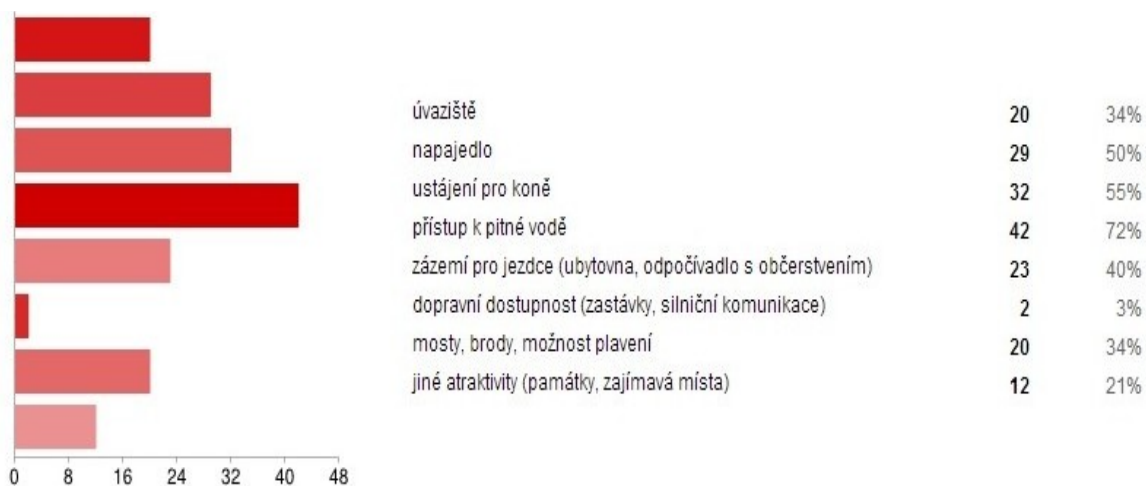 úvaziště 20 34%
napajedlo 29 50%
ustájení pro koně 32 55%
přístup k pitné vodě 42 72%
zázemí pro jezdce (ubytovna, odpočívadlo s občerstvením) 23 40%
dopravní dostupnost (zastávky, silniční komunikace) 2 3%
mosty, brody, možnost plavení 20 34%
jiné atraktivity (památky, zajímavá místa) 12 21%
0 8 16 24 32 40 48